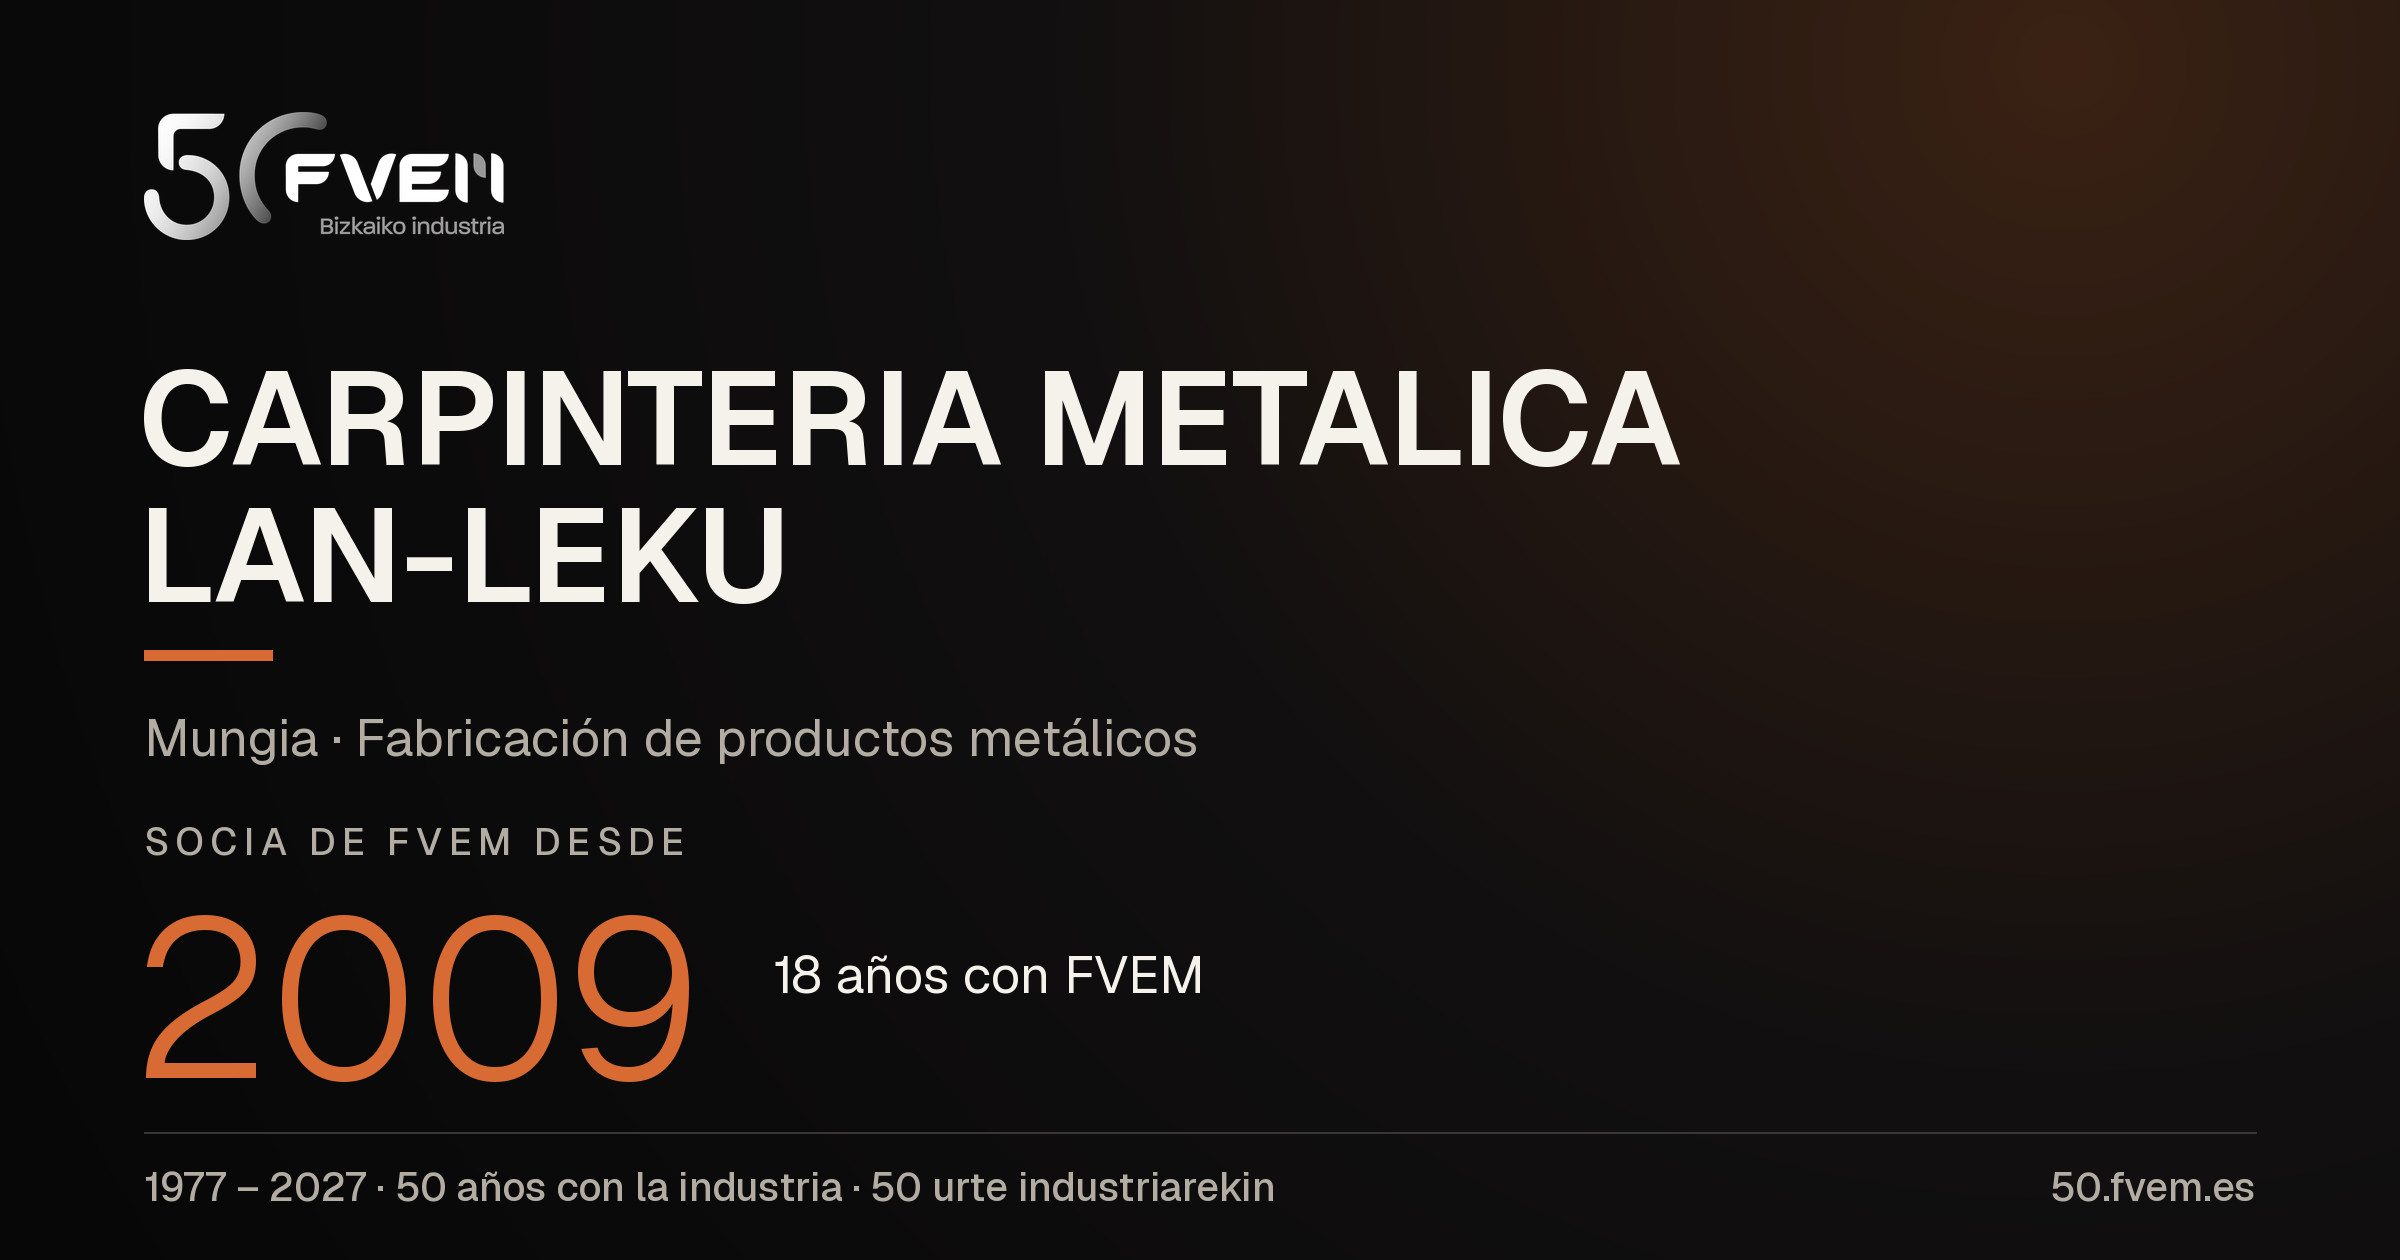 50 FVEM
Bizkaiko industria
CARPINTERIA METALICA
LAN-LEKU
Mungia · Fabricación de productos metálicos
SOCIA DE FVEM DESDE
2009
18 años con FVEM
1977 – 2027 · 50 años con la industria · 50 urte industriarekin
50.fvem.es